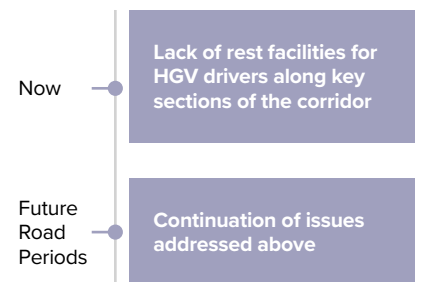 Now
Lack of rest facilities for
HGV drivers along key
sections of the corridor
Future
Road
Periods
Continuation of issues
addressed above